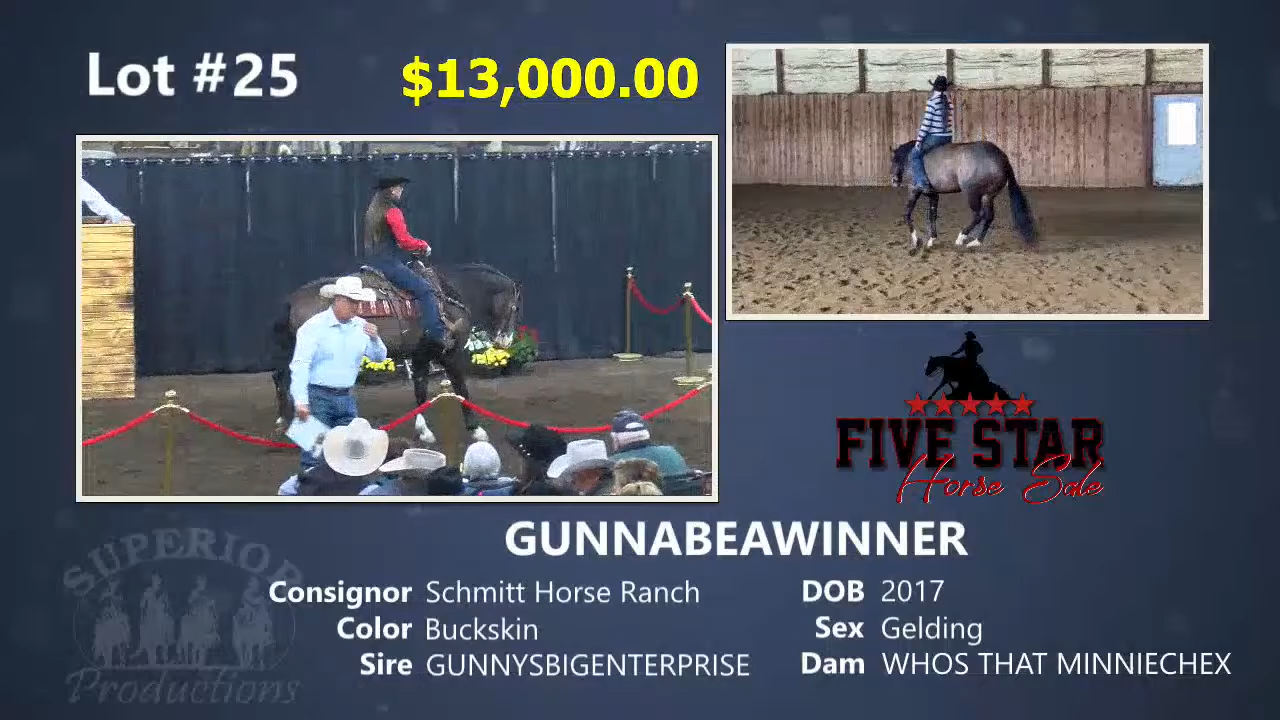 Lot #25
$13,000.00
FIVE STAR
Horse Sale
GUNNABEAWINNER
Consignor Schmitt Horse Ranch
DOB 2017
Color Buckskin
Sex Gelding
Sire GUNNYSBIGENTERPRISE
Dam WHOS THAT MINNIECHEX
SUPERIOR
Productions